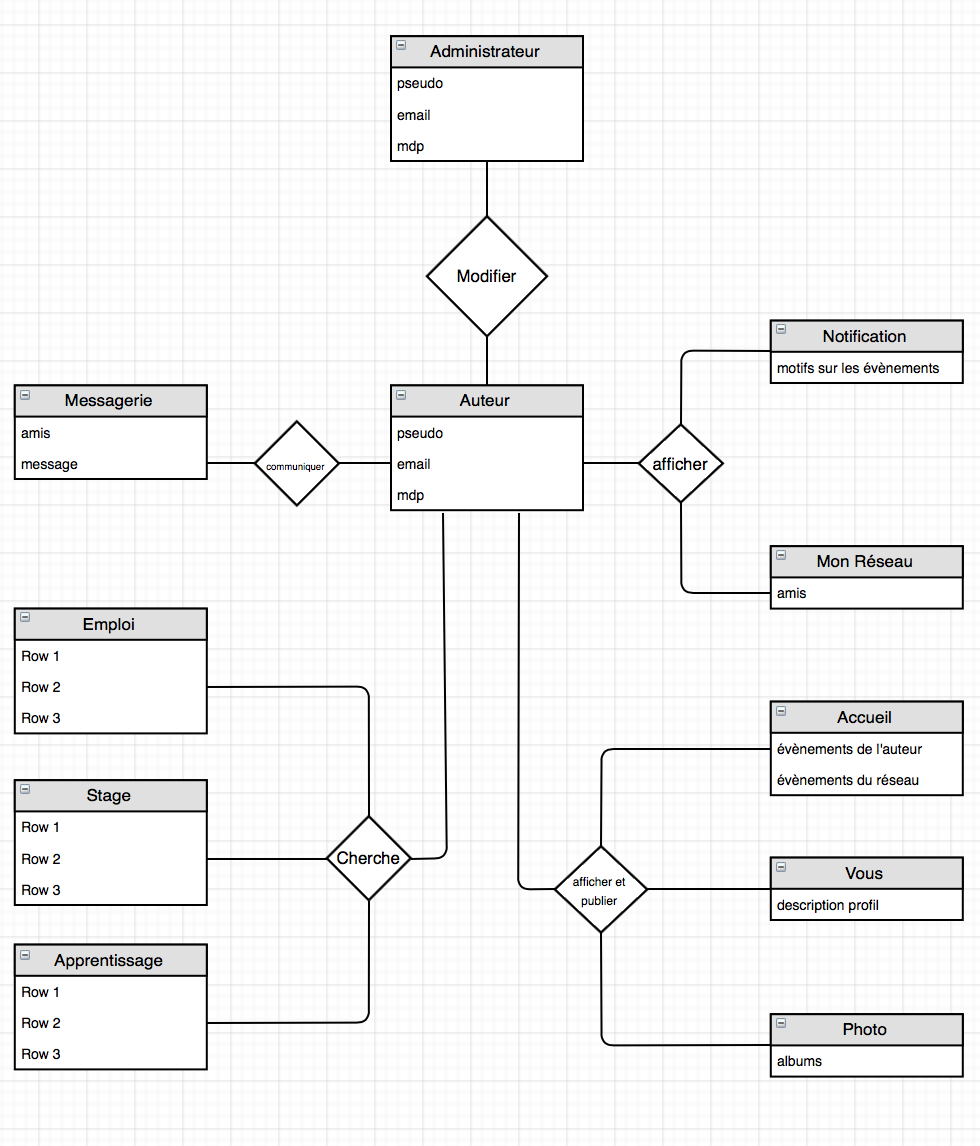 Administrateur
pseudo
email
mdp
Modifier
Notification
motifs sur les évènements
Messagerie
amis
message
communiquer
Auteur
pseudo
email
mdp
afficher
Mon Réseau
amis
Emploi
Row 1
Row 2
Row 3
Stage
Row 1
Row 2
Row 3
Cherche
Apprentissage
Row 1
Row 2
Row 3
Accueil
évènements de l'auteur
évènements du réseau
afficher et
publier
Vous
description profil
Photo
albums